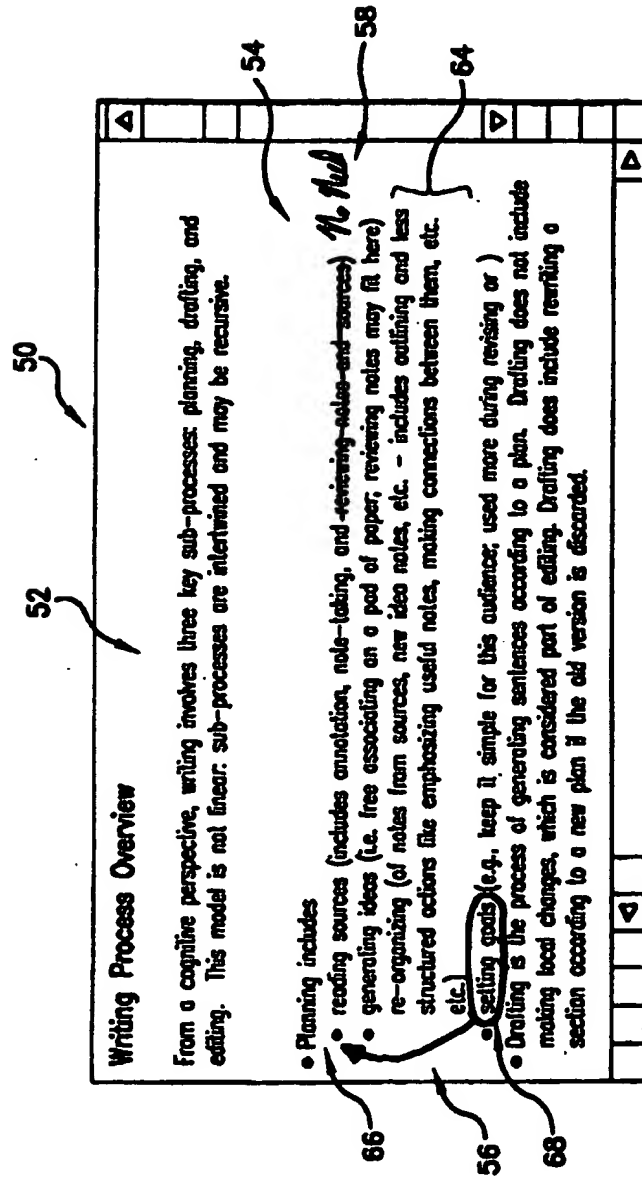 50
52
Writing Process Overview
From a cognitive perspective, writing involves three key sub-processes: planning, drafting, and
editing. This model is not linear: sub-processes are intertwined and may be recursive.
54
• Planning includes
66
• reading sources (includes annotation, note-taking, and reviewing notes and sources)
58
• generating ideas (i.e. free associating on a pad of paper; reviewing notes may fit here)
re-organizing (of notes from sources, new idea notes, etc. - includes outlining and less
structured actions like emphasizing useful notes, making connections between them, etc.
64
etc.)
56
• setting goals (e.g., keep it simple for this audience; used more during revising or )
68
• Drafting is the process of generating sentences according to a plan. Drafting does not include
making local changes, which is considered part of editing. Drafting does include rewriting a
section according to a new plan if the old version is discarded.